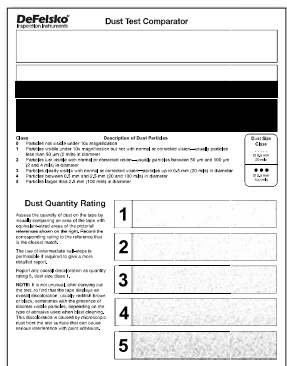 DeFelsko
Inspection Instruments
Dust Test Comparator
Class Description of Dust Particles
0 Particles not visible under 10x magnification
1 Particles visible under 10x magnification but not with normal or corrected vision—usually particles
less than 50 μm (2 mils) in diameter
2 Particles just visible with normal or corrected vision—usually particles between 50 μm and 100 μm
(2 and 4 mils) in diameter
3 Particles clearly visible with normal or corrected vision—particles up to 0.5 mm (20 mils) in diameter
4 Particles between 0.5 mm and 2.5 mm (20 and 100 mils) in diameter
5 Particles larger than 2.5 mm (100 mils) in diameter
Dust Size
Class
Dust Quantity Rating
Assess the quantity of dust on the tape by
visually comparing an area of the tape with
equivalent-sized areas of the pictorial
references shown on the right. Record the
corresponding rating to the reference that
is the closest match.
The use of intermediate half-steps is
permissible if required to give a more
detailed report.
Report any overall discoloration as quantity
rating 5, dust size class 1.
NOTE: It is not unusual, after carrying out
the test, to find that the tape displays an
overall discoloration, usually reddish brown
or black, sometimes with the presence of
discrete visible particles, depending on the
type of abrasive used when blast cleaning.
This discoloration is caused by microscopic
dust from the surface that can cause
serious interference with paint adhesion.
1
2
3
4
5